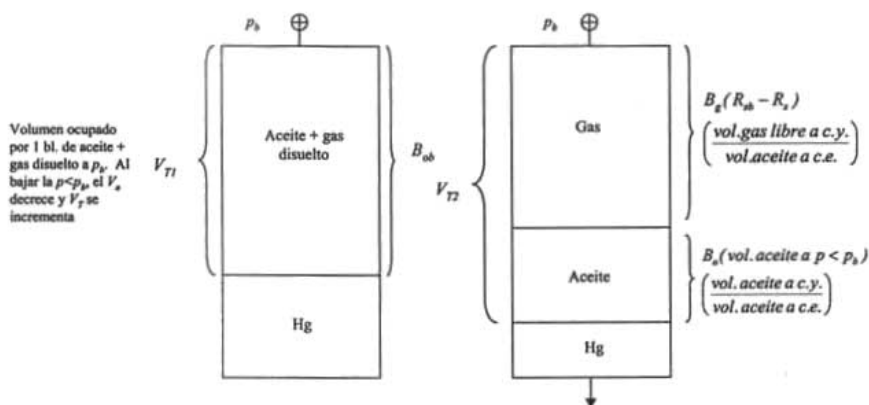 p_b
p_b
Volumen ocupado
por 1 bl. de aceite +
gas disuelto a p_b. Al
bajar la p<p_b, el V_o
decrece y V_T se
incrementa
V_T1
Aceite + gas
disuelto
B_ob
Hg
V_T2
Gas
B_g(R_sb – R_s)
(vol.gas libre a c.y.
vol.aceite a c.e.)
Aceite
B_o(vol. aceite a p < p_b)
(vol. aceite a c.y.
vol. aceite a c.e.)
Hg